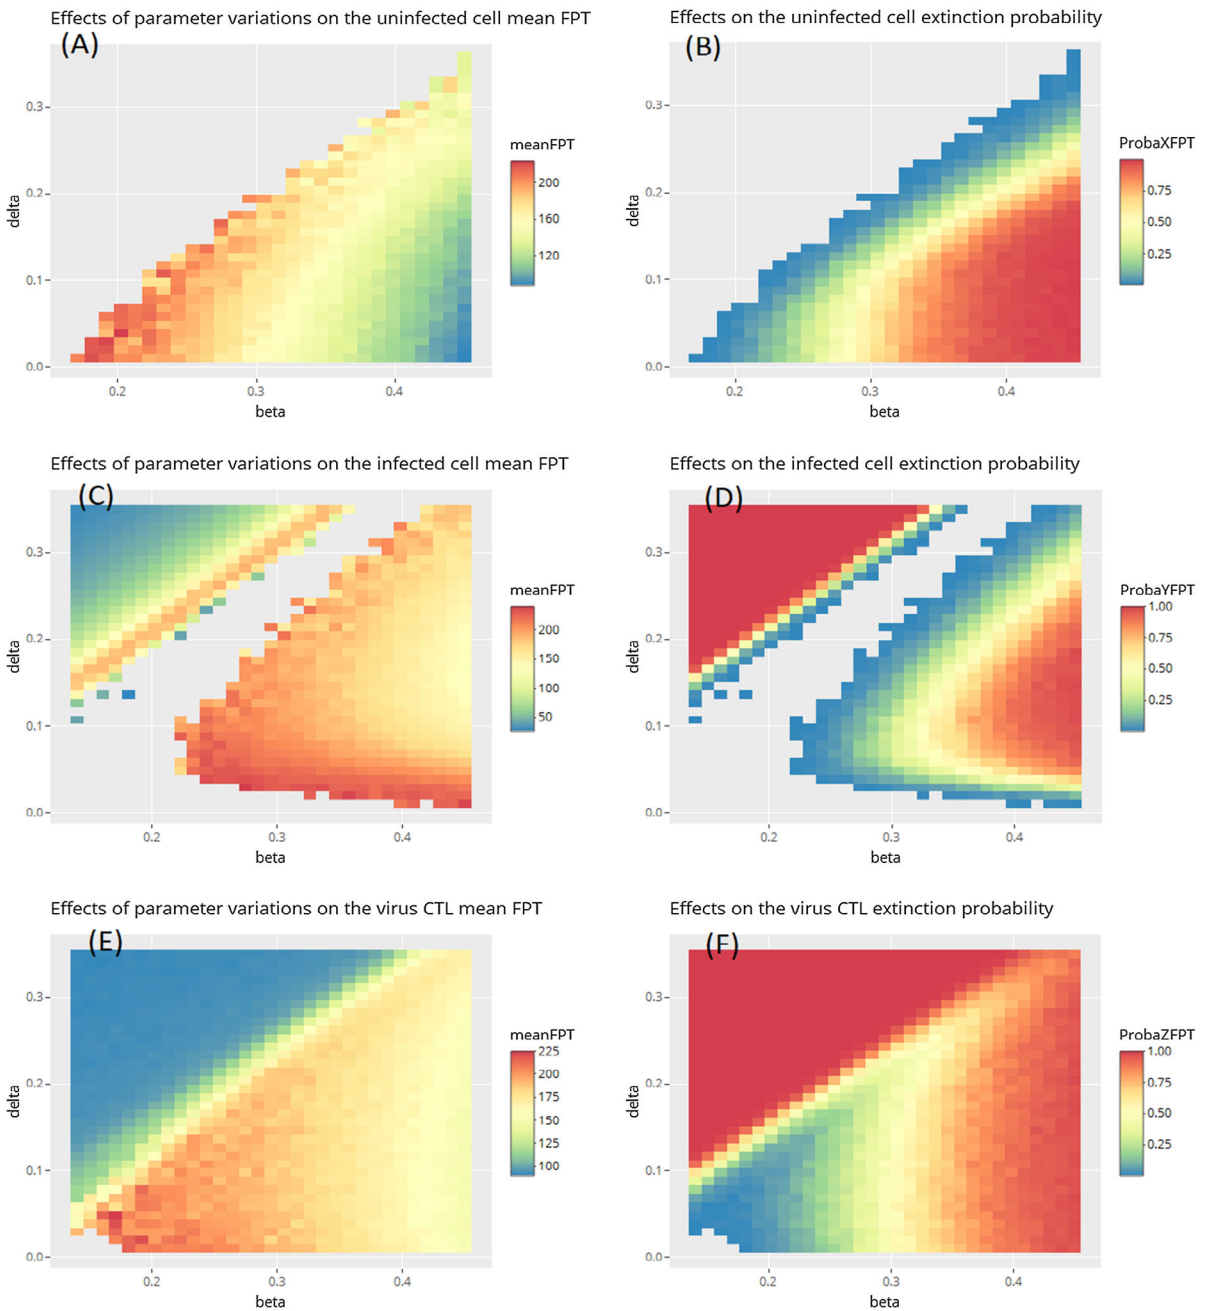 Effects of parameter variations on the uninfected cell mean FPT
(A)
0.3
0.2
0.1
0.0
delta
0.2
0.3
0.4
beta
meanFPT
200
160
120
Effects on the uninfected cell extinction probability
(B)
0.3
0.2
0.1
0.0
delta
0.2
0.3
0.4
beta
ProbaXFPT
0.75
0.50
0.25
Effects of parameter variations on the infected cell mean FPT
(C)
0.3
0.2
0.1
0.0
delta
0.2
0.3
0.4
beta
meanFPT
200
150
100
50
Effects on the infected cell extinction probability
(D)
0.3
0.2
0.1
0.0
delta
0.2
0.3
0.4
beta
ProbaYFPT
1.00
0.75
0.50
0.25
Effects of parameter variations on the virus CTL mean FPT
(E)
0.3
0.2
0.1
0.0
delta
0.2
0.3
0.4
beta
meanFPT
225
200
175
150
125
100
Effects on the virus CTL extinction probability
(F)
0.3
0.2
0.1
0.0
delta
0.2
0.3
0.4
beta
ProbaZFPT
1.00
0.75
0.50
0.25